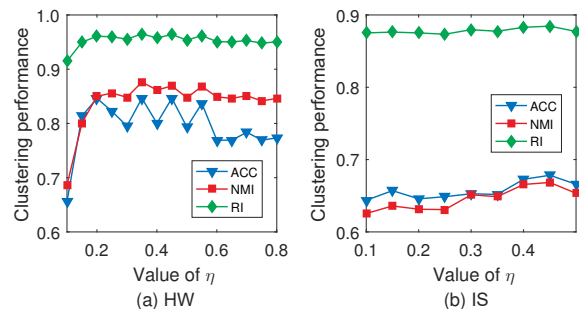 Clustering performance
1.0
0.9
0.8
0.7
0.6
0.2
0.4
0.6
0.8
ACC
NMI
RI
Value of η
(a) HW
Clustering performance
0.9
0.8
0.7
0.6
0.1
0.2
0.3
0.4
ACC
NMI
RI
Value of η
(b) IS